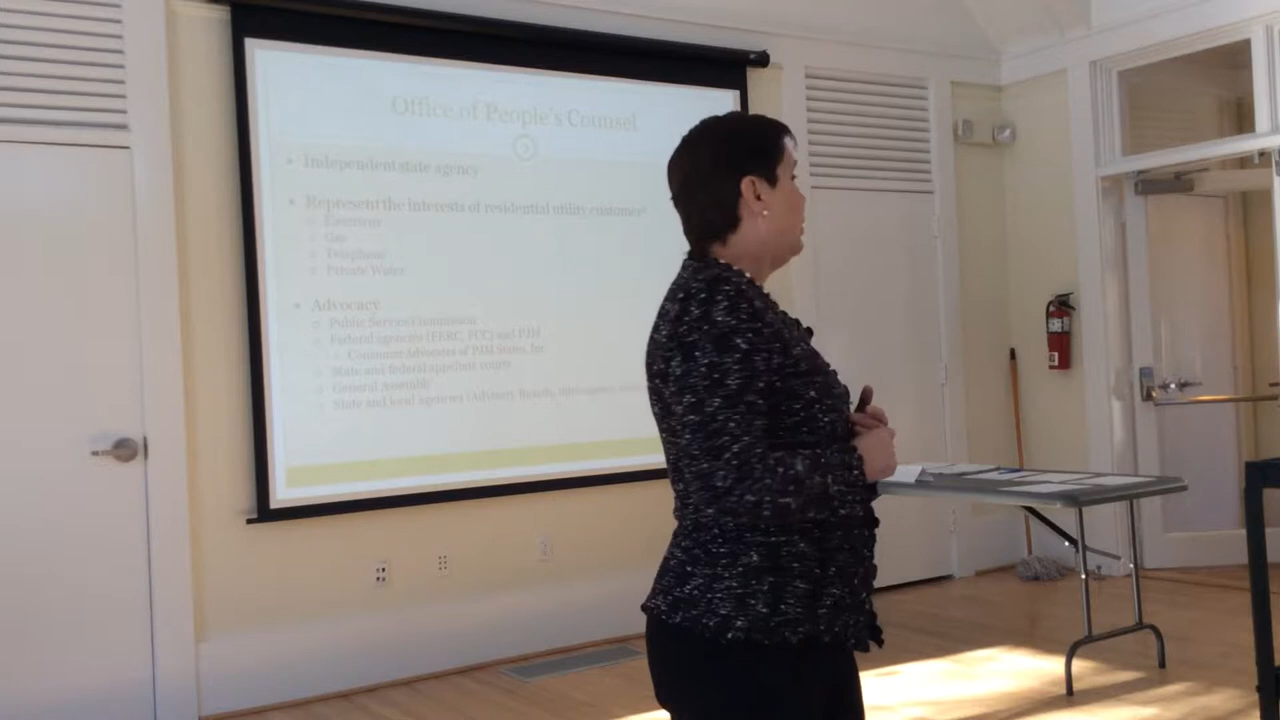 Office of People's Counsel
Independent state agency
Represent the interests of residential utility customers
Electric
Gas
Telephone
Private Water
Advocacy
Public Service Commission
Federal agencies (FERC, FCC) and PJM
Consumer Advocates of PJM States, Inc
State and federal appellate courts
General Assembly
State and local agencies (Advisory Boards,